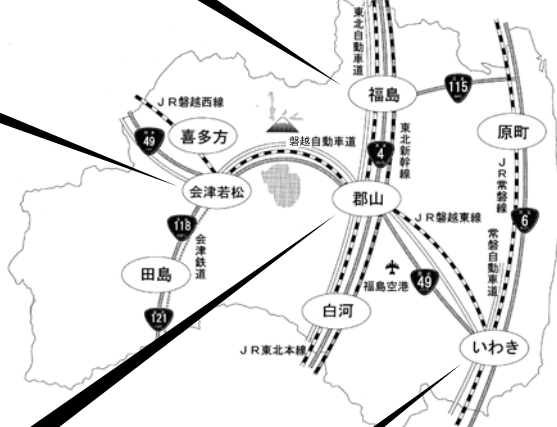 東北自動車道
福島
115
JR磐越西線
49
喜多方
磐越自動車道
4
東北新幹線
原町
JR常磐線
会津若松
郡山
JR磐越東線
6
118
会津鉄道
常磐自動車道
田島
福島空港
49
白河
121
JR東北本線
いわき